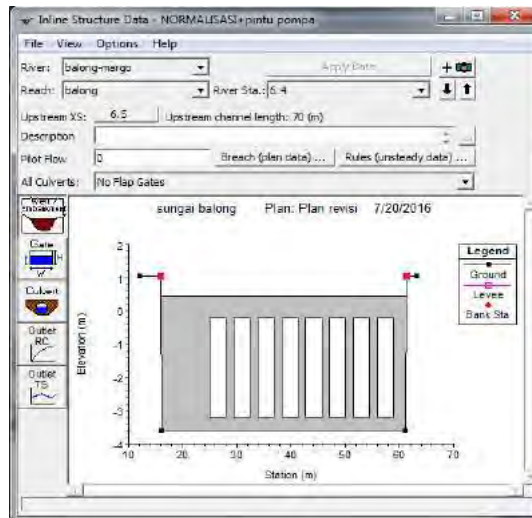 Inline Structure Data - NORMALISASI+pintu pompa
File View Options Help
River: balong-margo Apply Data
Reach: balong River Sta.: 6.4
Upstream XS: 6.5 Upstream channel length: 70 (m)
Description
Pilot Flow 0 Breach (plan data) ... Rules (unsteady data) ...
All Culverts: No Flap Gates
Gate
Culvert
Outlet RC
Outlet TS
sungai balong Plan: Plan revisi 7/20/2016
Legend
Ground
Levee
Bank Sta
Elevation (m)
2
1
0
-1
-2
-3
-4
10 20 30 40 50 60 70
Station (m)